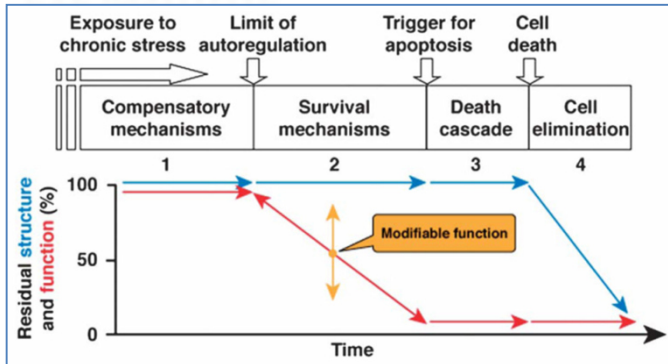 Exposure to
chronic stress
Limit of
autoregulation
Trigger for
apoptosis
Cell
death
Compensatory
mechanisms
Survival
mechanisms
Death
cascade
Cell
elimination
1
2
3
4
Residual structure
and function (%)
100
50
0
Modifiable function
Time